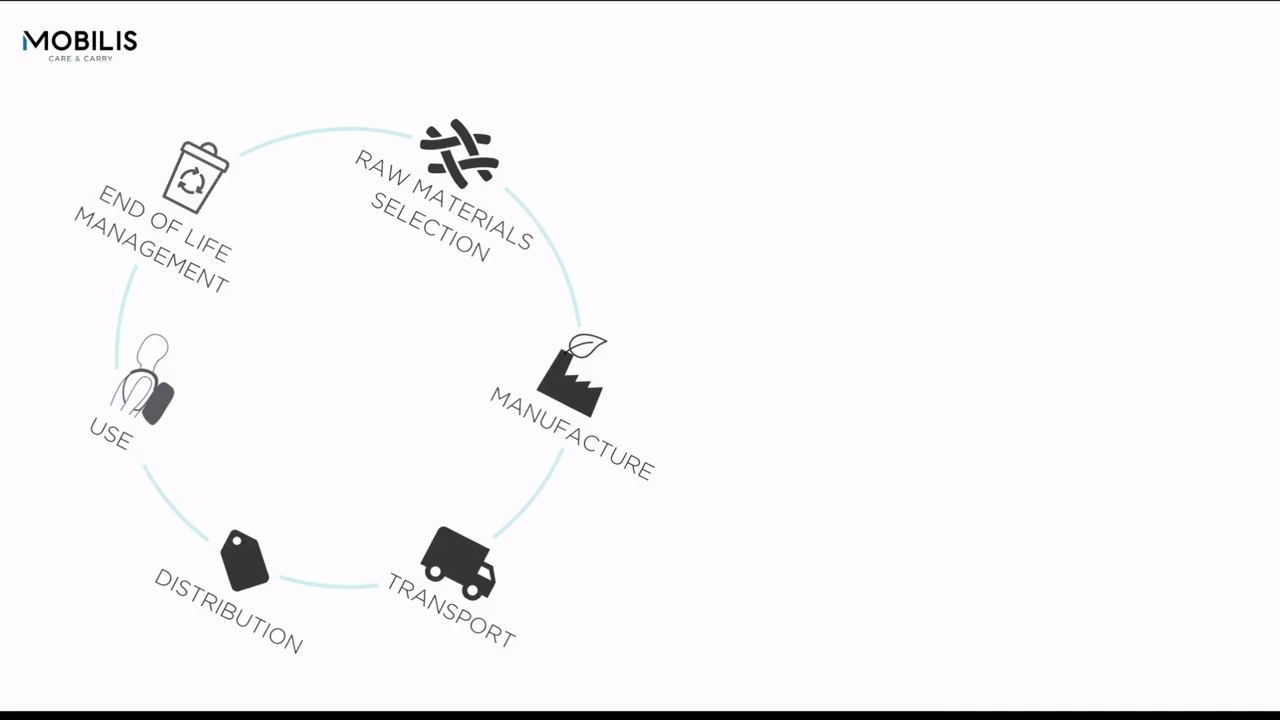 MOBILIS
CARE & CARRY
RAW MATERIALS
SELECTION
END OF LIFE
MANAGEMENT
MANUFACTURE
USE
DISTRIBUTION
TRANSPORT